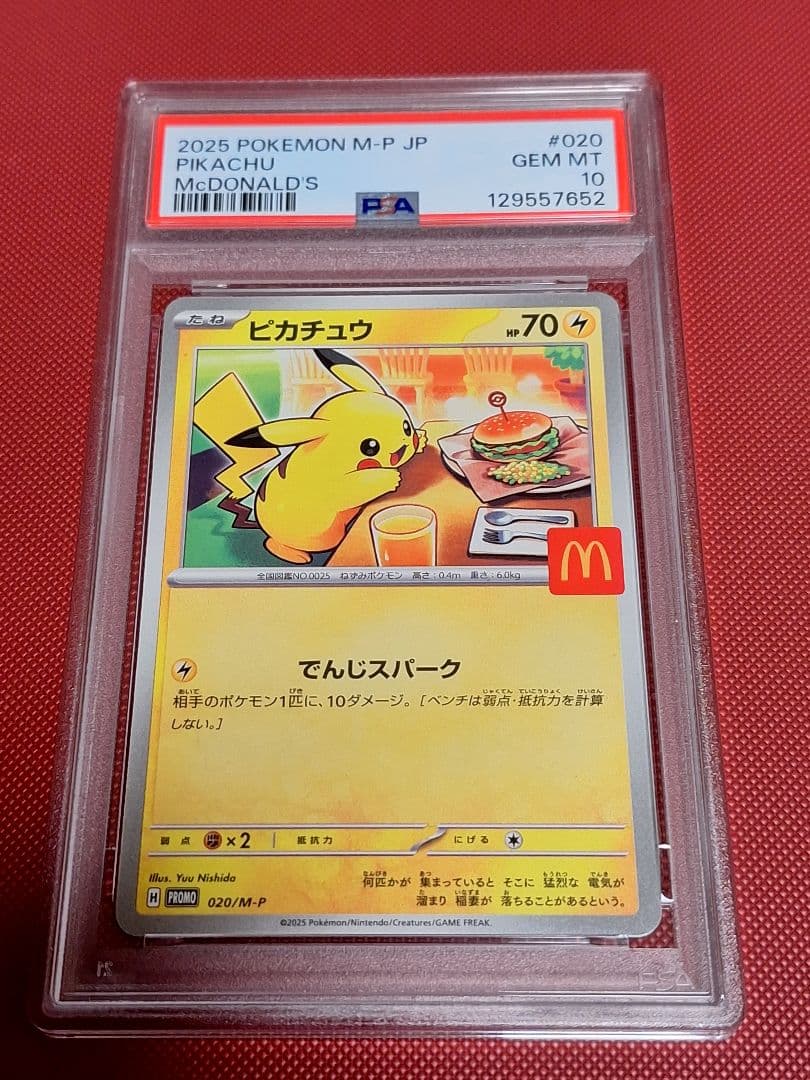 2025 POKEMON M-P JP #020
PIKACHU GEM MT
McDONALD'S 10
129557652
PSA
たね ピカチュウ HP70
M
全国図鑑NO.0025 ねずみポケモン 高さ:0.4m 重さ:6.0kg
でんじスパーク
相手のポケモン1匹に、10ダメージ。[ベンチは弱点・抵抗力を計算
しない。]
弱点 ×2 抵抗力 にげる
Illus. Yuu Nishida
何匹かが 集まっていると そこに 猛烈な 電気が
溜まり 稲妻が 落ちることがあるという。
H PROMO 020/M-P
©2025 Pokémon/Nintendo/Creatures/GAME FREAK.